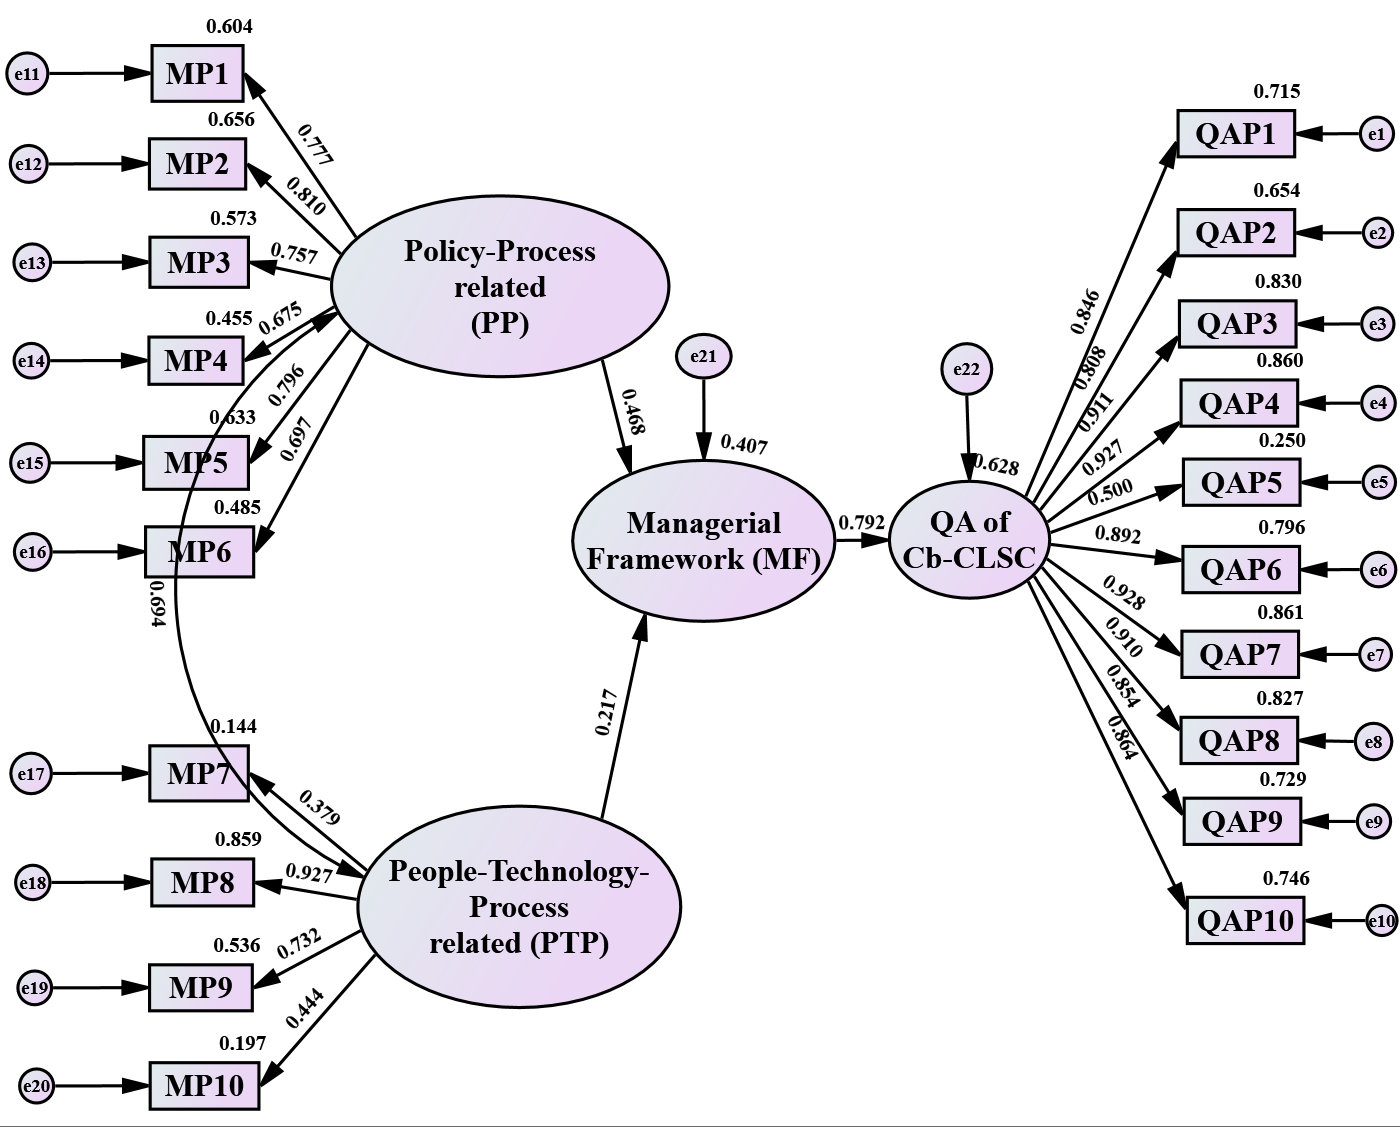 0.604
e11
MP1
0.777
0.656
e12
MP2
0.810
0.573
e13
MP3
0.757
0.455
e14
MP4
0.675
0.633
e15
MP5
0.796
0.485
e16
MP6
0.697
0.694
Policy-Process
related
(PP)
0.468
e21
0.407
Managerial
Framework (MF)
0.217
0.144
e17
MP7
0.379
0.859
e18
MP8
0.927
0.536
e19
MP9
0.732
0.197
e20
MP10
0.444
People-Technology-
Process
related (PTP)
0.792
e22
0.628
QA of
Cb-CLSC
0.846
0.715
QAP1
e1
0.808
0.654
QAP2
e2
0.911
0.830
QAP3
e3
0.927
0.860
QAP4
e4
0.500
0.250
QAP5
e5
0.892
0.796
QAP6
e6
0.928
0.861
QAP7
e7
0.910
0.827
QAP8
e8
0.854
0.729
QAP9
e9
0.864
0.746
QAP10
e10